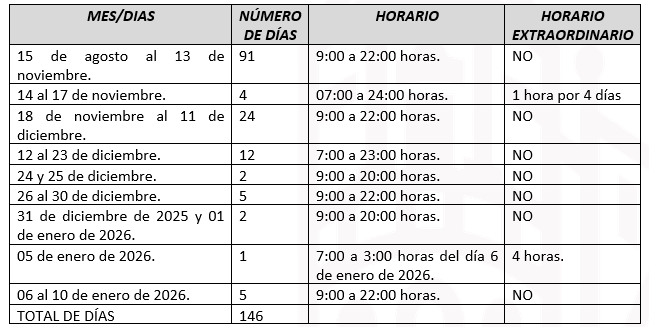 MES/DIAS NÚMERO DE DÍAS HORARIO HORARIO EXTRAORDINARIO
15 de agosto al 13 de noviembre. 91 9:00 a 22:00 horas. NO
14 al 17 de noviembre. 4 07:00 a 24:00 horas. 1 hora por 4 días
18 de noviembre al 11 de diciembre. 24 9:00 a 22:00 horas. NO
12 al 23 de diciembre. 12 7:00 a 23:00 horas. NO
24 y 25 de diciembre. 2 9:00 a 20:00 horas. NO
26 al 30 de diciembre. 5 9:00 a 22:00 horas. NO
31 de diciembre de 2025 y 01 de enero de 2026. 2 9:00 a 20:00 horas. NO
05 de enero de 2026. 1 7:00 a 3:00 horas del día 6 de enero de 2026. 4 horas.
06 al 10 de enero de 2026. 5 9:00 a 22:00 horas. NO
TOTAL DE DÍAS 146